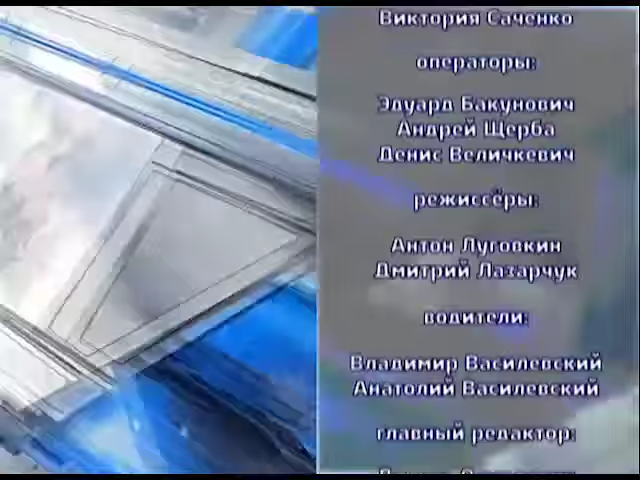 Виктория Саченко
операторы:
Эдуард Бакунович
Андрей Щерба
Денис Величкевич
режиссёры:
Антон Луговкин
Дмитрий Лазарчук
водители:
Владимир Василевский
Анатолий Василевский
главный редактор: